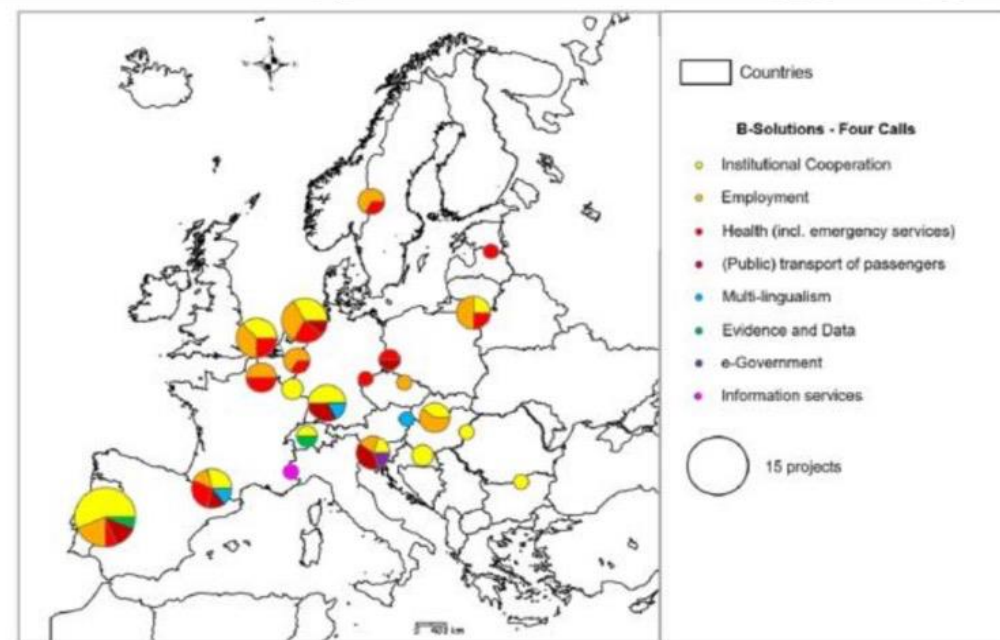 Countries
B-Solutions - Four Calls
Institutional Cooperation
Employment
Health (incl. emergency services)
(Public) transport of passengers
Multi-lingualism
Evidence and Data
e-Government
Information services
15 projects